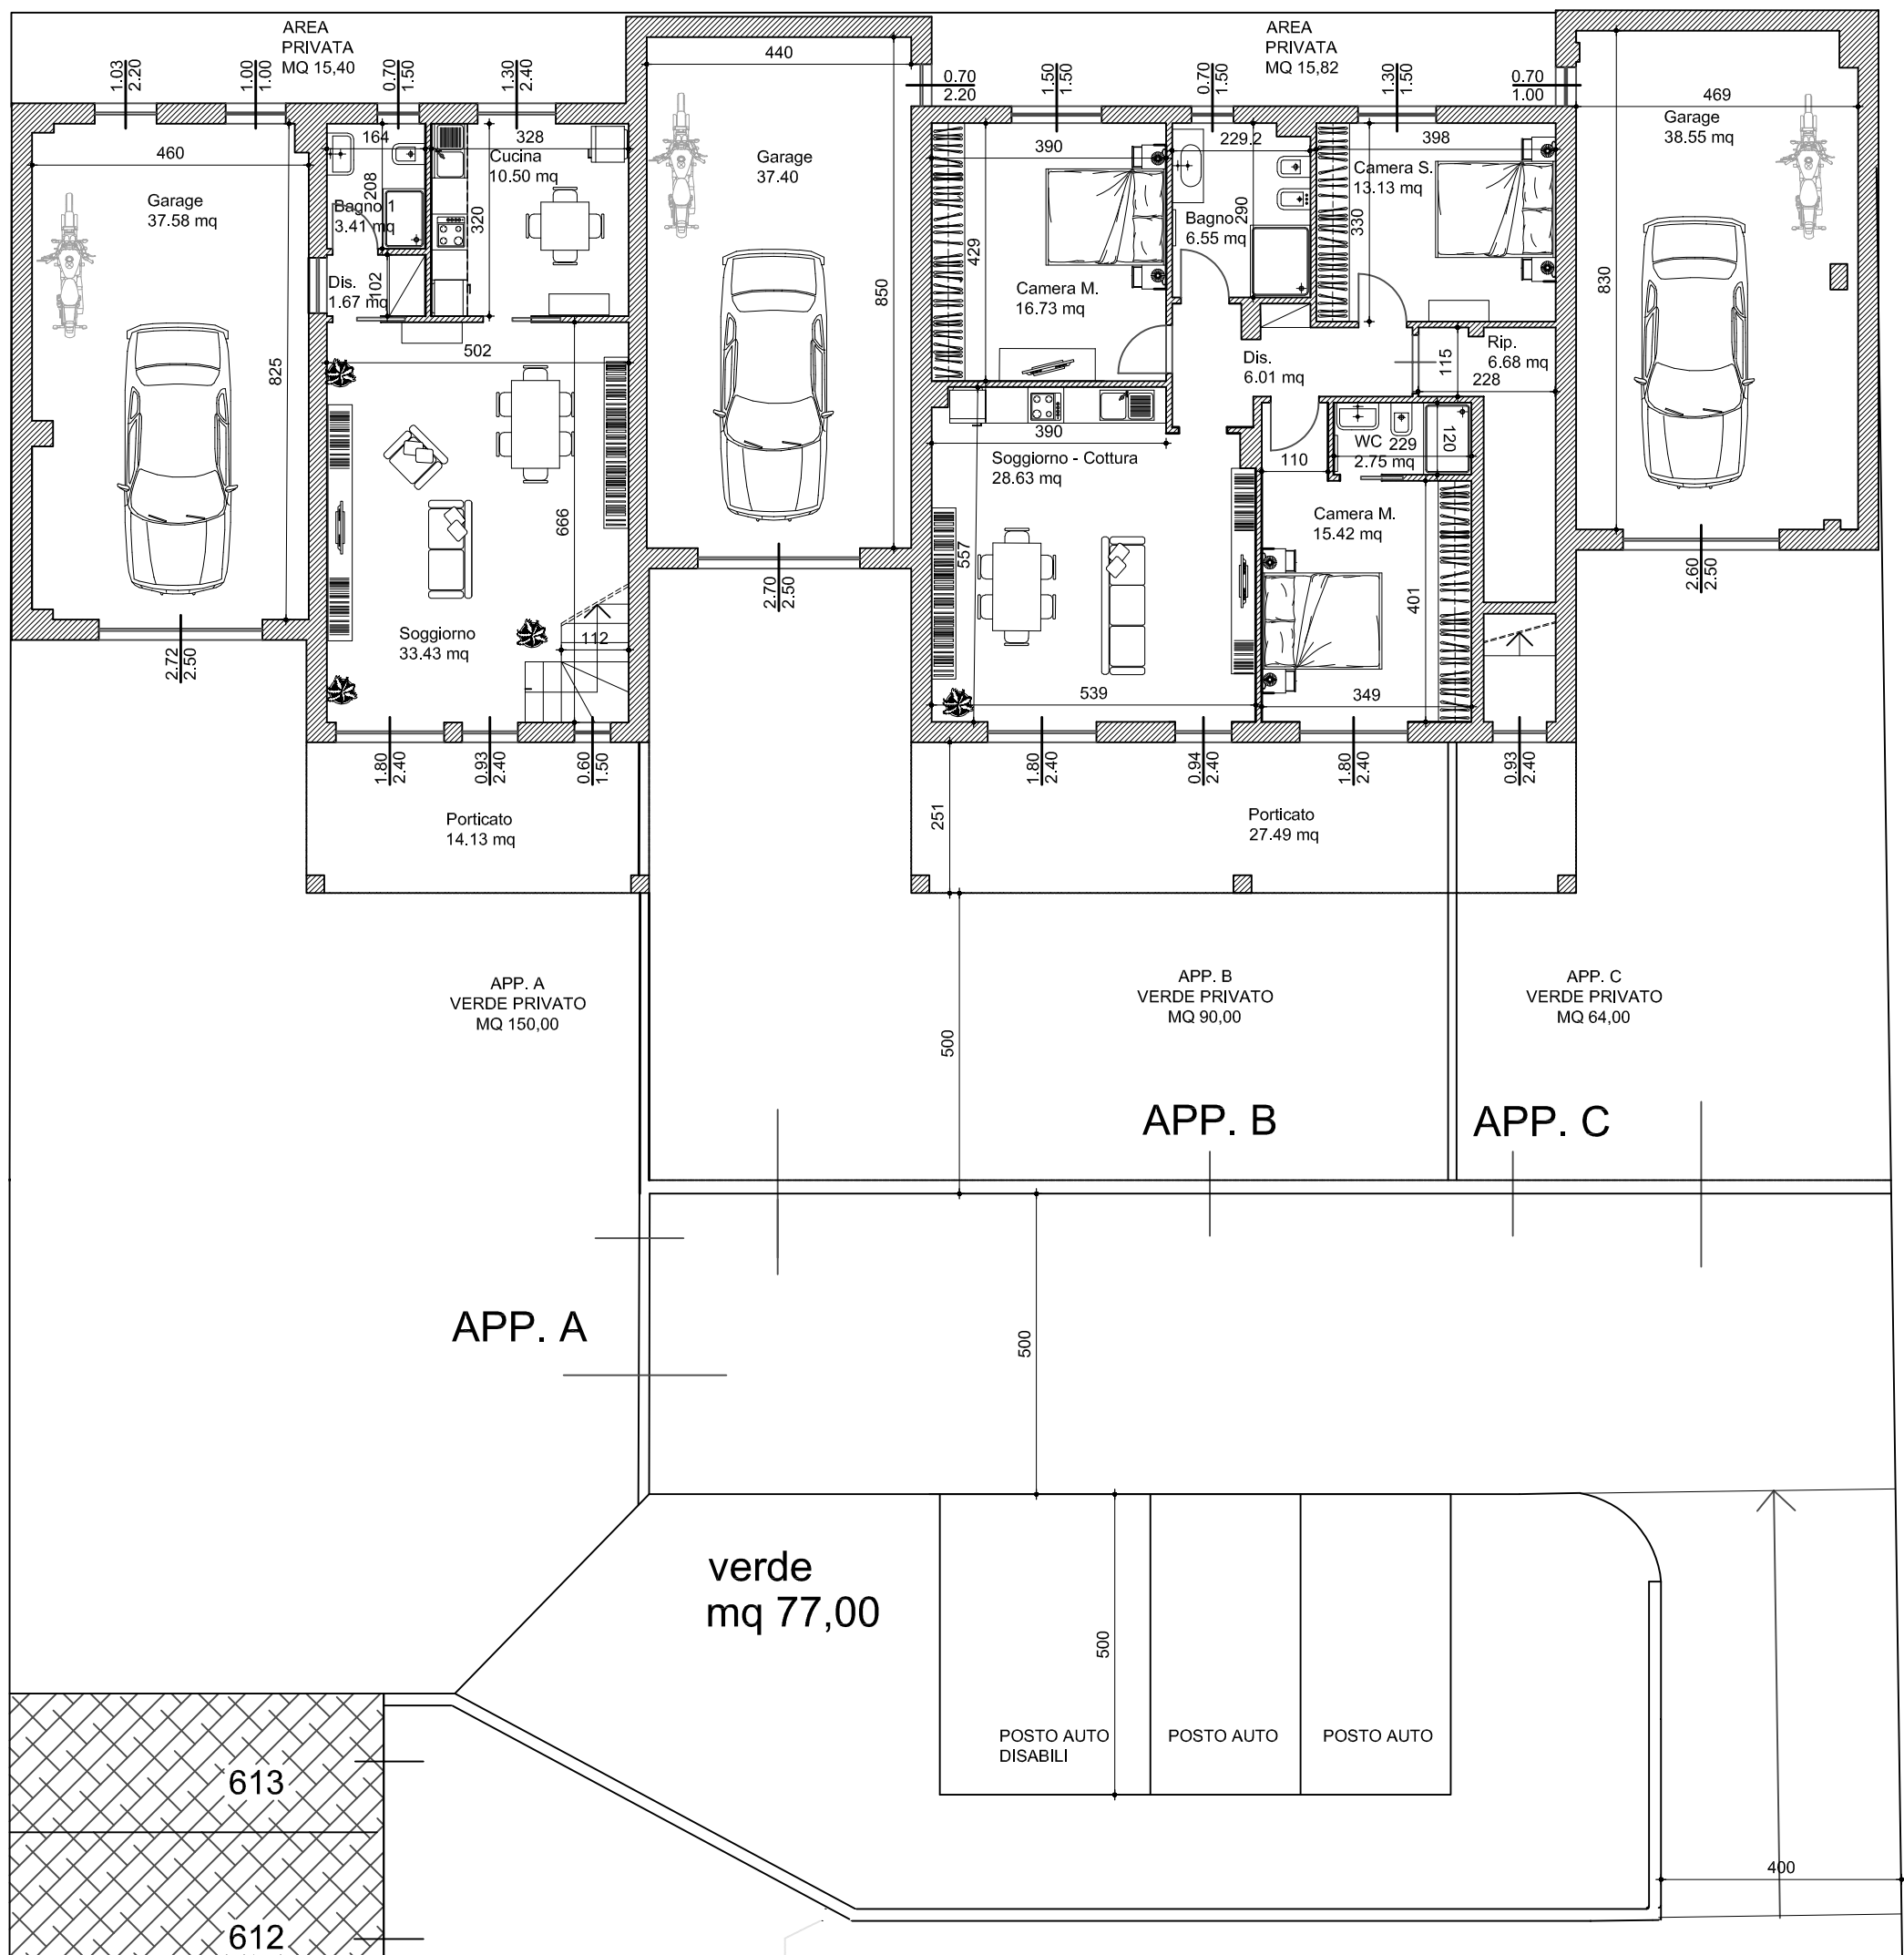 AREA
PRIVATA
MQ 15,40
AREA
PRIVATA
MQ 15,82
1.03
2.20
1.00
1.00
0.70
1.50
1.30
2.40
440
0.70
2.20
1.50
1.50
0.70
1.50
1.30
1.50
0.70
1.00
469
Garage
38.55 mq
460
Garage
37.58 mq
164
328
Cucina
10.50 mq
208
Bagno 1
3.41 mq
320
Dis.
1.67 mq
102
Garage
37.40
390
229.2
398
Camera S.
13.13 mq
Bagno
6.55 mq
290
330
429
Camera M.
16.73 mq
850
830
825
502
Dis.
6.01 mq
115
Rip.
6.68 mq
228
390
Soggiorno - Cottura
28.63 mq
110
WC
229
2.75 mq
120
Camera M.
15.42 mq
666
557
401
2.70
2.50
2.60
2.50
Soggiorno
33.43 mq
112
2.72
2.50
539
349
1.80
2.40
0.93
2.40
0.60
1.50
1.80
2.40
0.94
2.40
1.80
2.40
0.93
2.40
Porticato
14.13 mq
251
Porticato
27.49 mq
APP. A
VERDE PRIVATO
MQ 150,00
APP. B
VERDE PRIVATO
MQ 90,00
APP. C
VERDE PRIVATO
MQ 64,00
500
APP. B
APP. C
APP. A
500
verde
mq 77,00
500
POSTO AUTO
DISABILI
POSTO AUTO
POSTO AUTO
613
612
400